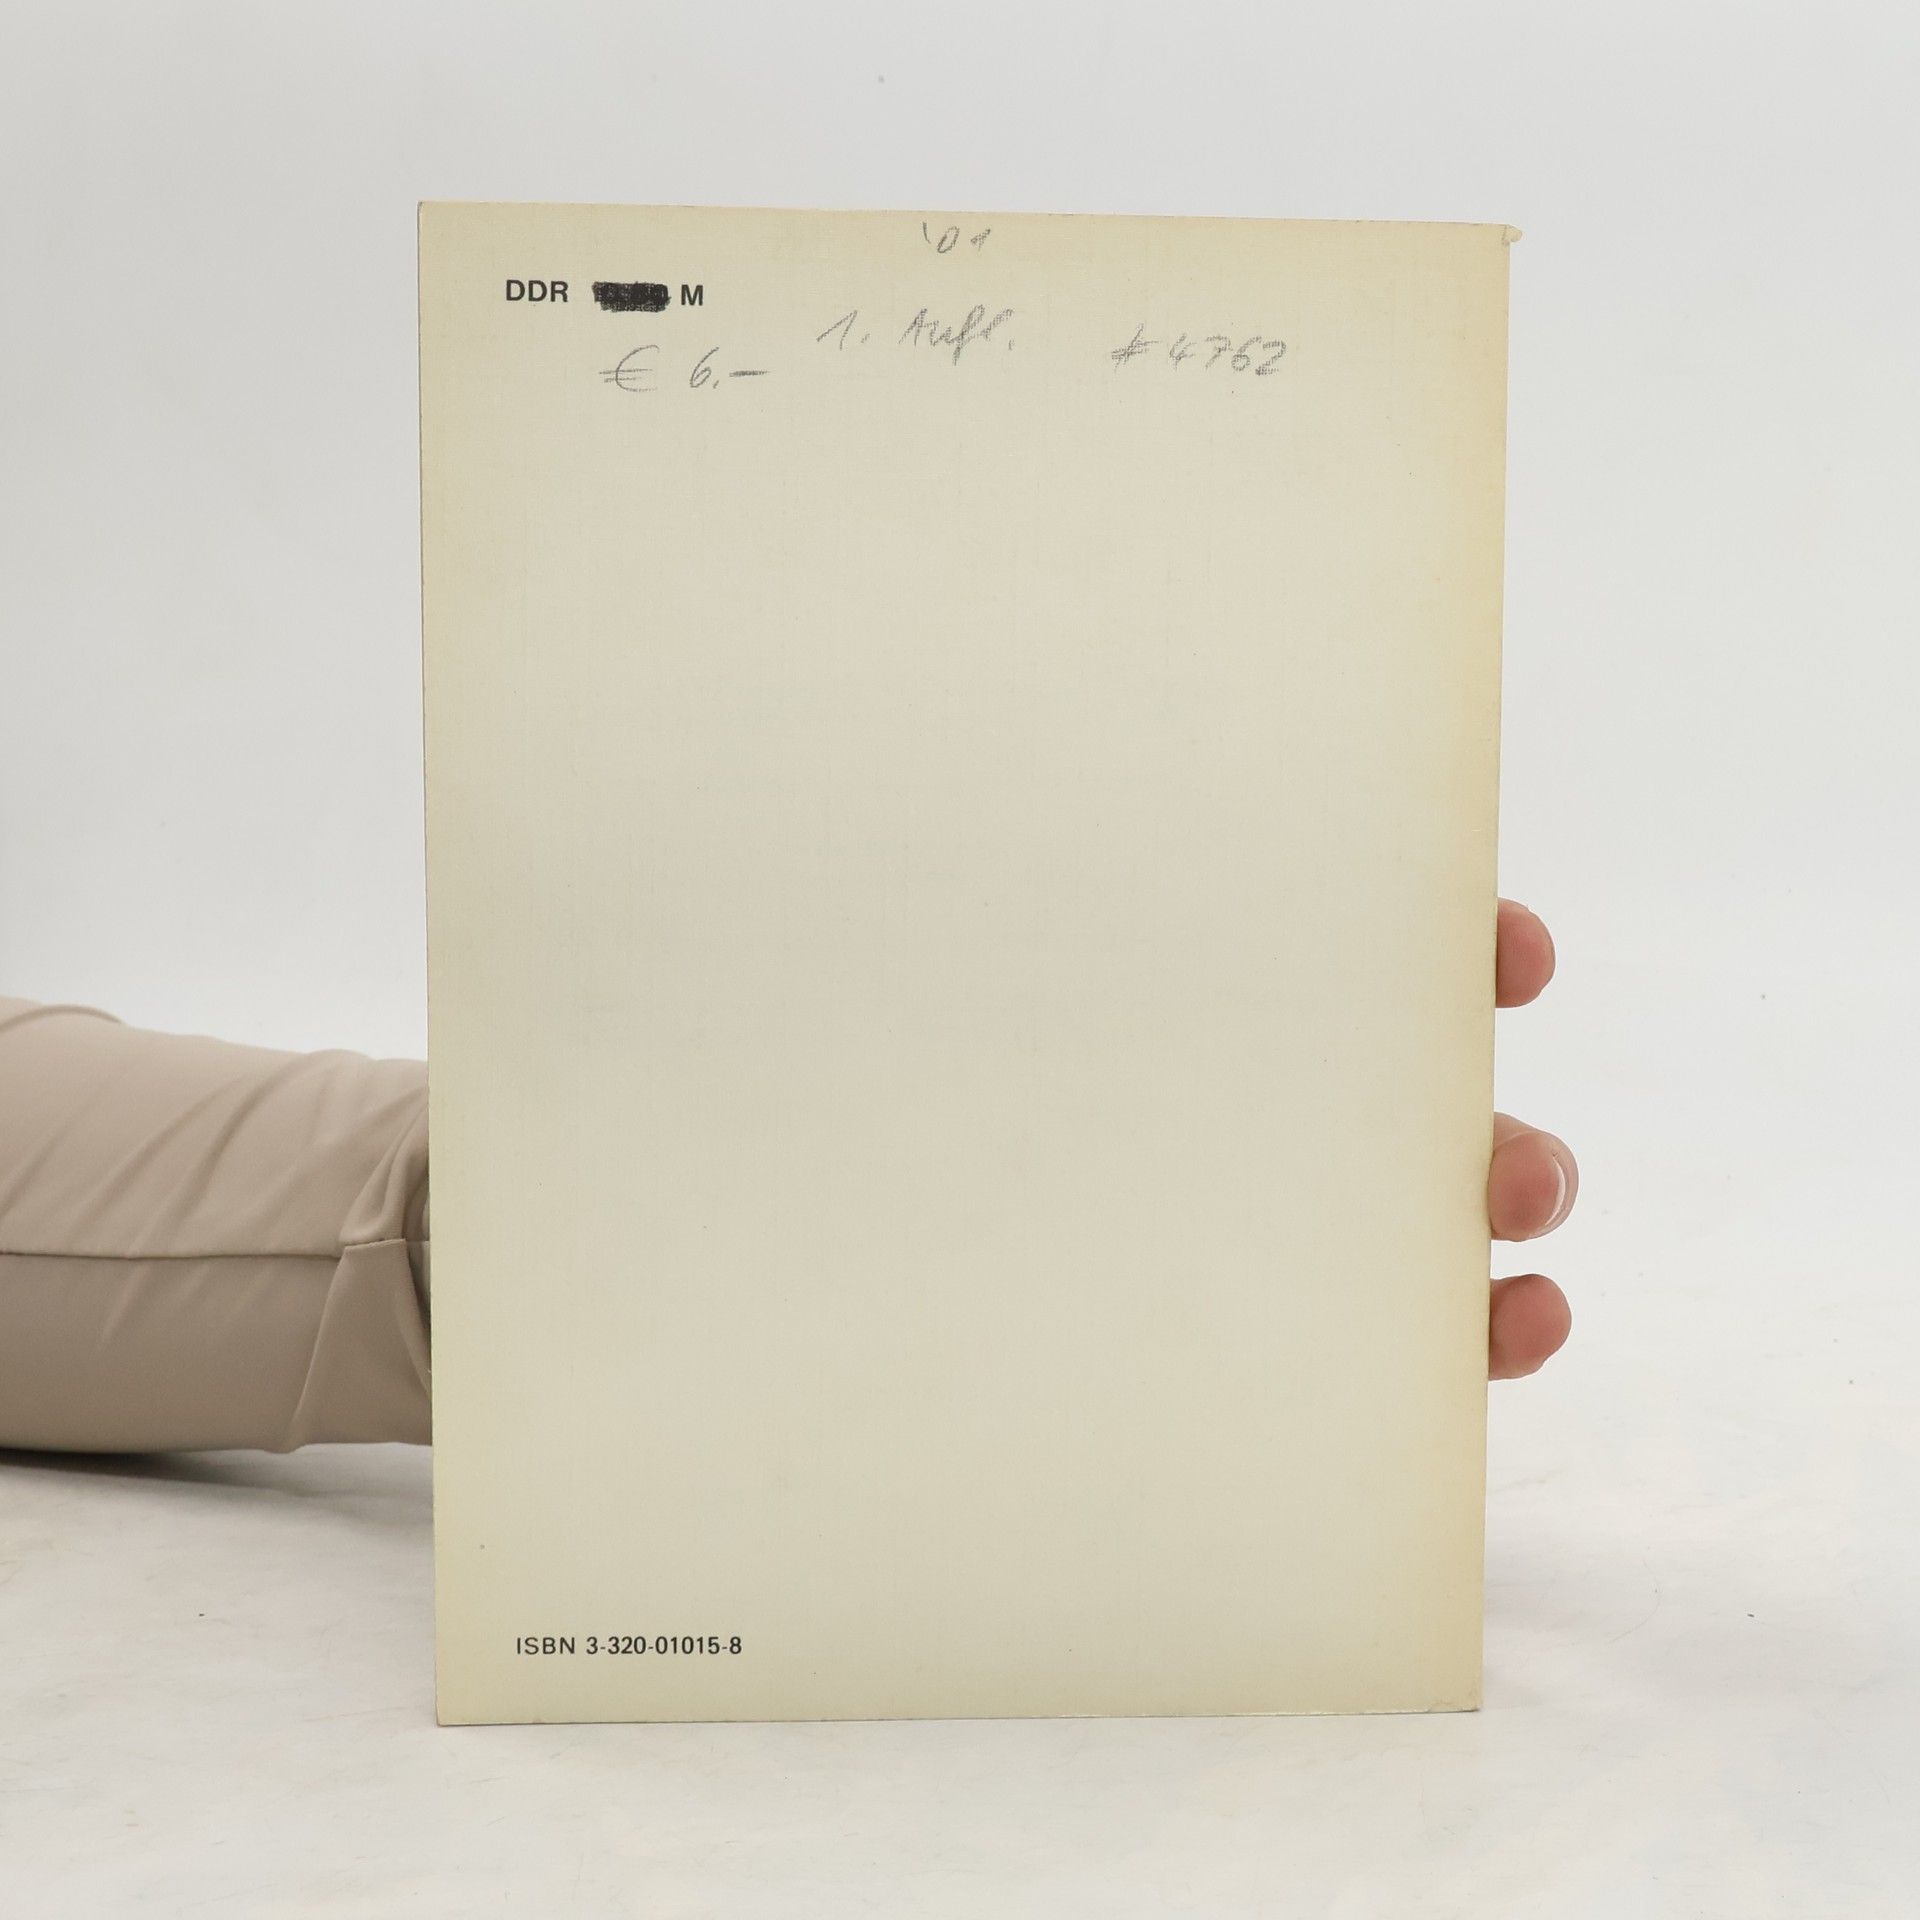 '01
DDR M
1. Aufl.
# 4762
€ 6.—
ISBN 3-320-01015-8